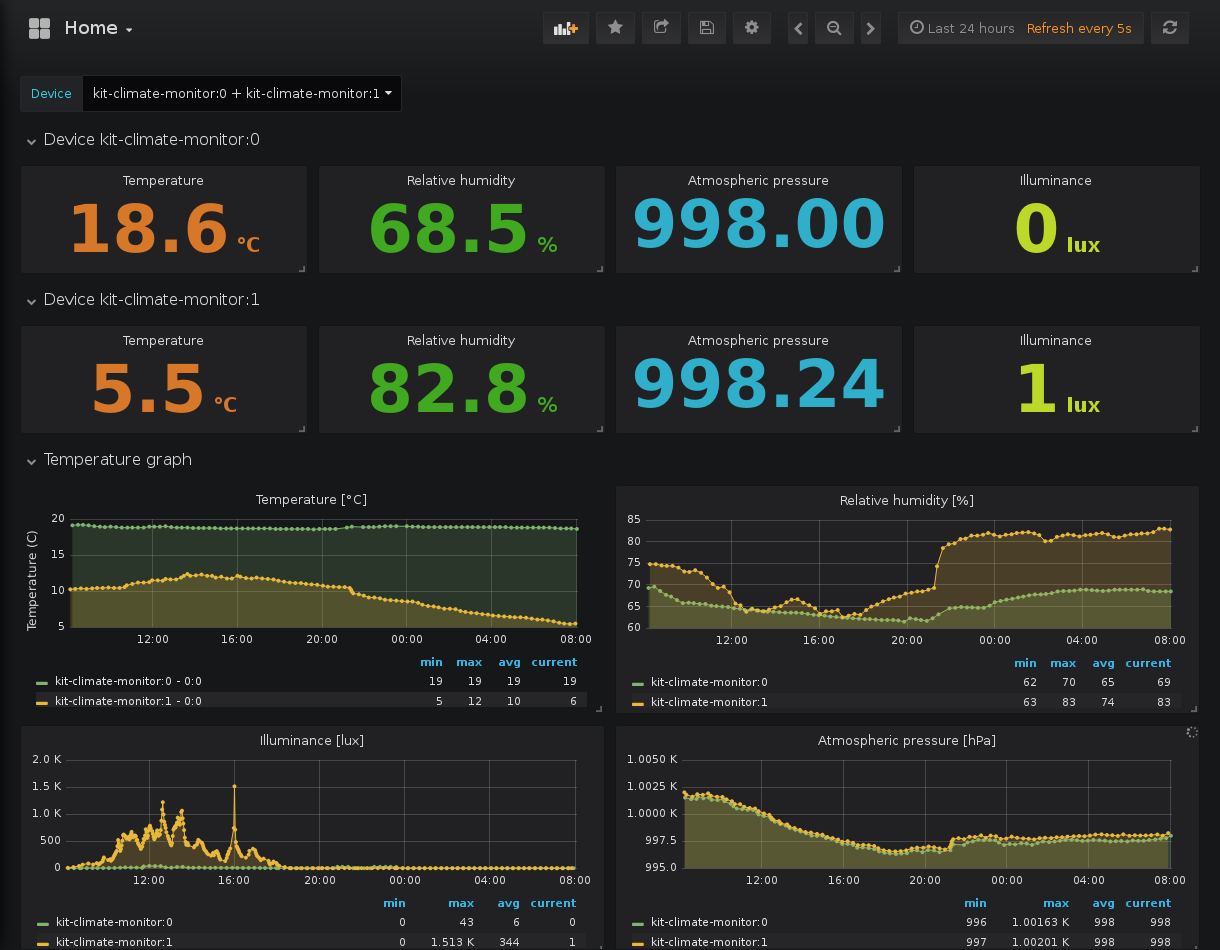 Home
Last 24 hours Refresh every 5s
Device kit-climate-monitor:0 + kit-climate-monitor:1
Device kit-climate-monitor:0
Temperature Relative humidity Atmospheric pressure Illuminance
18.6 °C 68.5 % 998.00 0 lux
Device kit-climate-monitor:1
Temperature Relative humidity Atmospheric pressure Illuminance
5.5 °C 82.8 % 998.24 1 lux
Temperature graph
Temperature [°C]
Temperature (C)
20
15
10
5
12:00 16:00 20:00 00:00 04:00 08:00
min max avg current
kit-climate-monitor:0 - 0:0 19 19 19 19
kit-climate-monitor:1 - 0:0 5 12 10 6
Relative humidity [%]
85
80
75
70
65
60
12:00 16:00 20:00 00:00 04:00 08:00
min max avg current
kit-climate-monitor:0 62 70 65 69
kit-climate-monitor:1 63 83 74 83
Illuminance [lux]
2.0 K
1.5 K
1.0 K
500
0
12:00 16:00 20:00 00:00 04:00 08:00
min max avg current
kit-climate-monitor:0 0 43 6 0
kit-climate-monitor:1 0 1.513 K 344 1
Atmospheric pressure [hPa]
1.0050 K
1.0025 K
1.0000 K
997.5
995.0
12:00 16:00 20:00 00:00 04:00 08:00
min max avg current
kit-climate-monitor:0 996 1.00163 K 998 998
kit-climate-monitor:1 997 1.00201 K 998 998